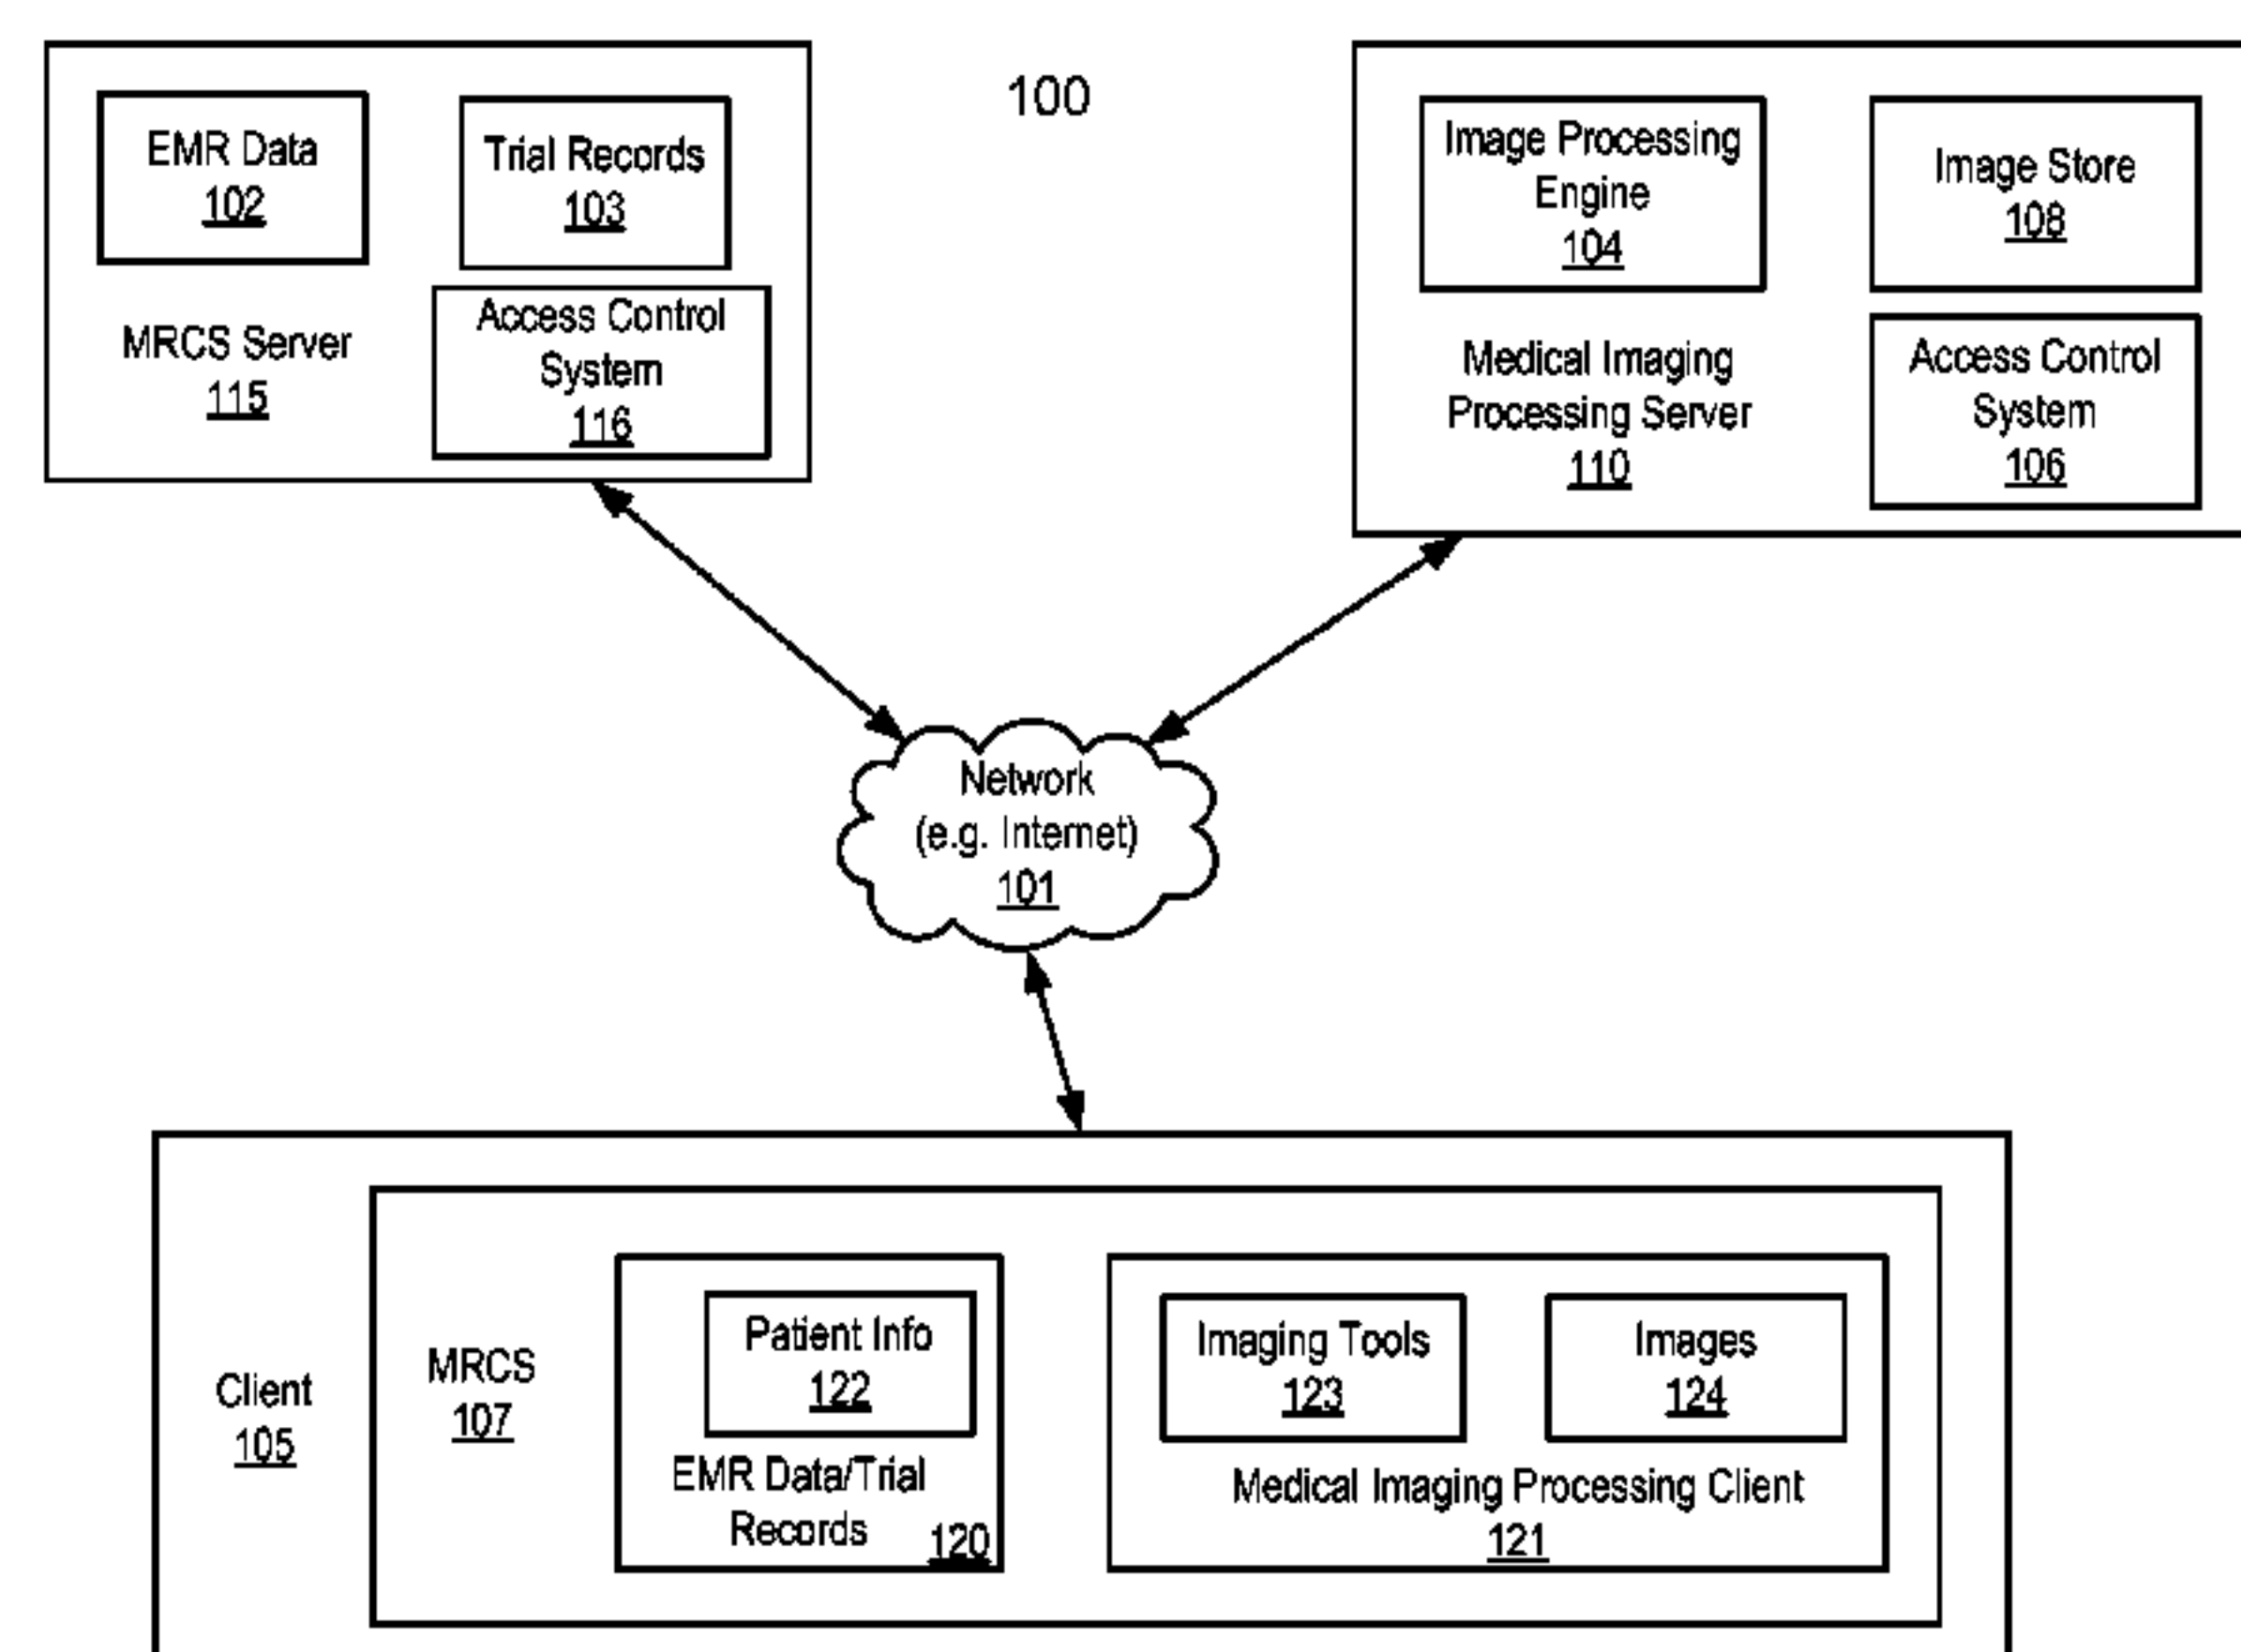 100
EMR Data
102
Trial Records
103
MRCS Server
115
Access Control
System
116
Image Processing
Engine
104
Image Store
108
Medical Imaging
Processing Server
110
Access Control
System
106
Network
(e.g. Internet)
101
Client
105
MRCS
107
Patient Info
122
EMR Data/Trial
Records
120
Imaging Tools
123
Images
124
Medical Imaging Processing Client
121